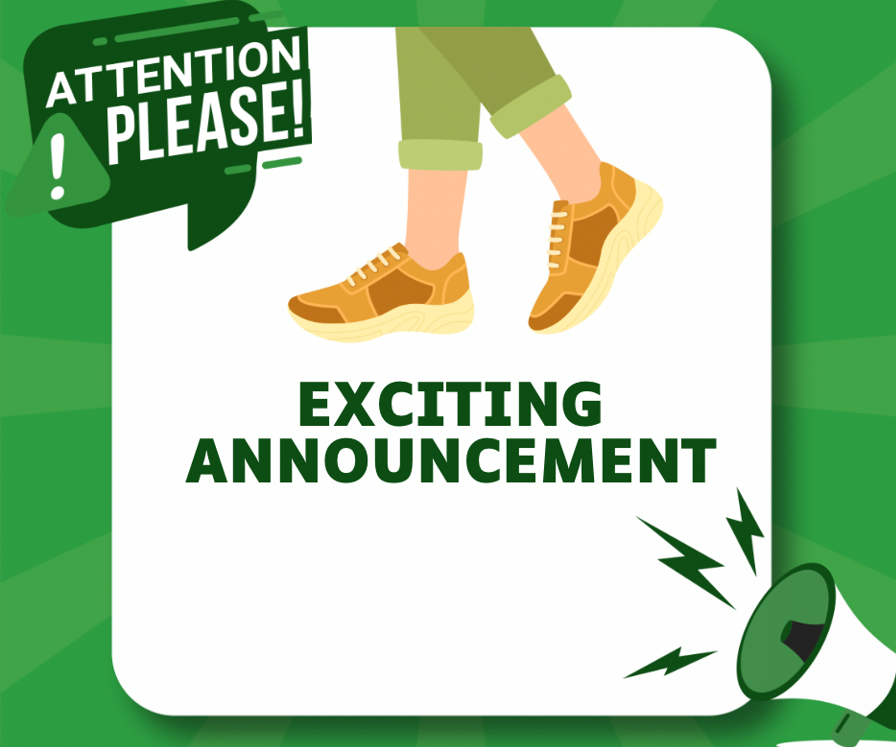 ATTENTION
PLEASE!
!
EXCITING
ANNOUNCEMENT